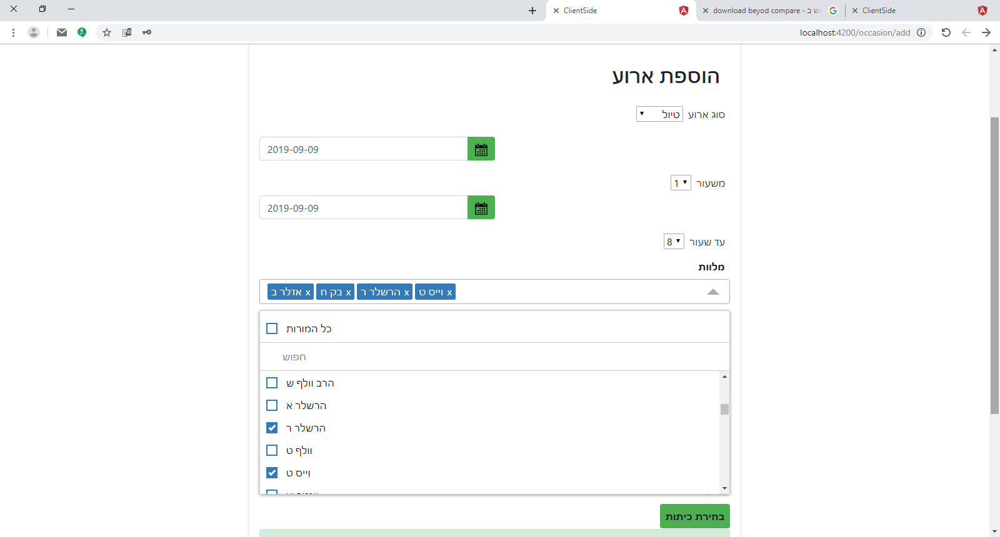 ClientSide
download beyod compare - חיפוש ב
ClientSide
localhost:4200/occasion/add
הוספת ארוע
סוג ארוע טיול
2019-09-09
משעור 1
2019-09-09
עד שעור 8
מלוות
x אדלר ב x בק ח x הרשלר ר x וייס ט
כל המורות
חפוש
הרב וולף ש
הרשלר א
הרשלר ר
וולף ט
וייס ט
בחירת כיתות